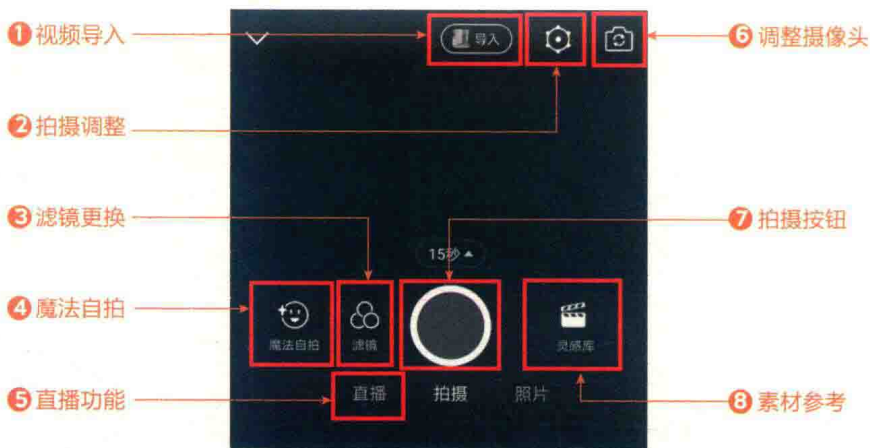 ❶视频导入
导入
❻调整摄像头
❷拍摄调整
❸滤镜更换
❼拍摄按钮
15秒
❹魔法自拍
魔法自拍
滤镜
灵感库
❺直播功能
直播
拍摄
照片
❽素材参考